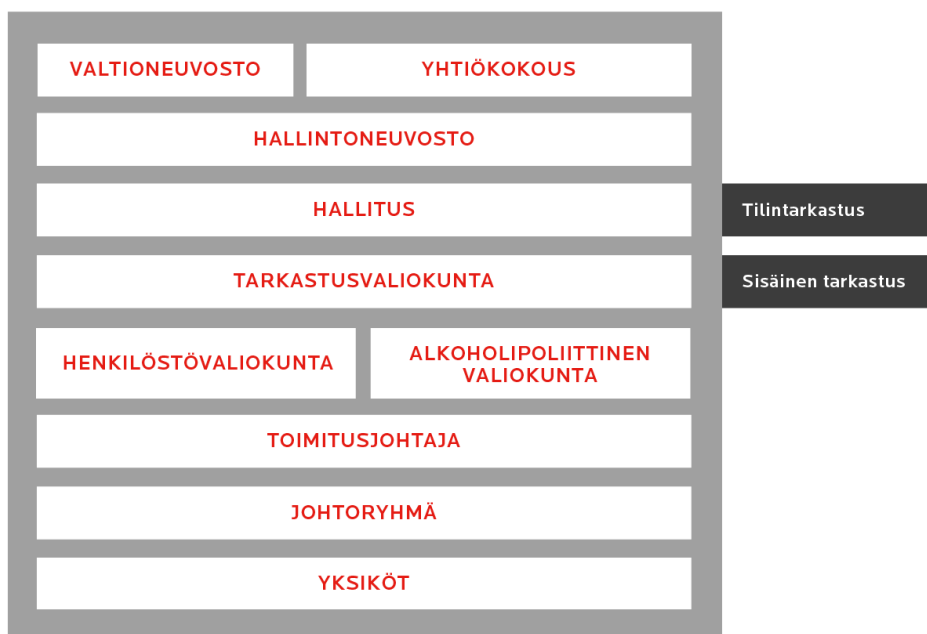 VALTIONEUVOSTO
YHTIÖKOKOUS
HALLINTONEUVOSTO
HALLITUS
Tilintarkastus
TARKASTUSVALIOKUNTA
Sisäinen tarkastus
HENKILÖSTÖVALIOKUNTA
ALKOHOLIPOLIITTINEN
VALIOKUNTA
TOIMITUSJOHTAJA
JOHTORYHMÄ
YKSIKÖT